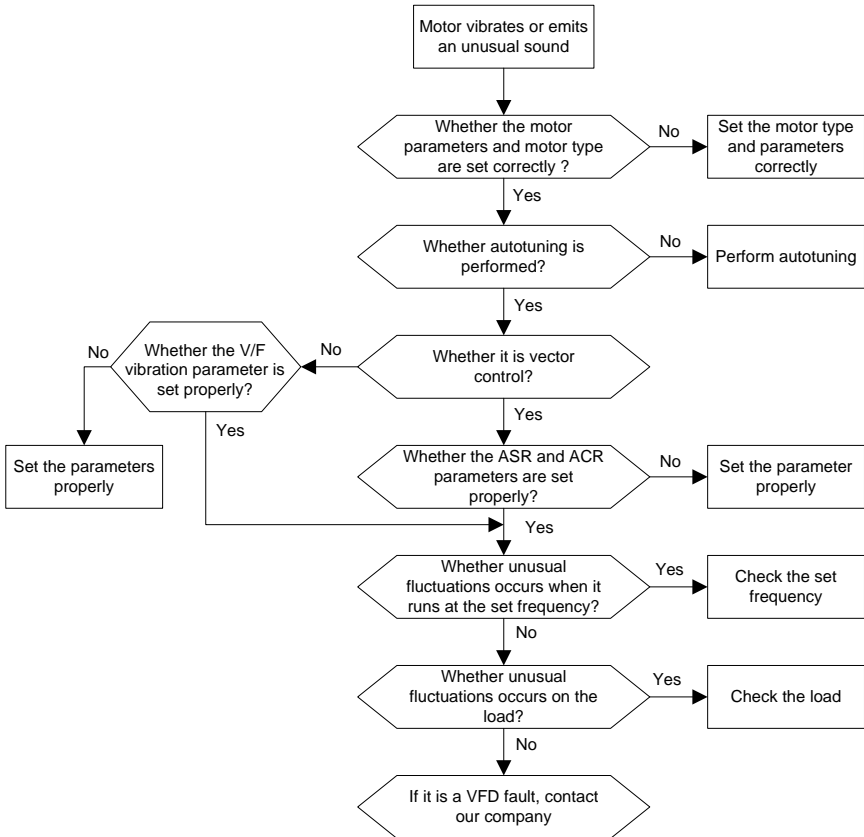 Motor vibrates or emits
an unusual sound
Whether the motor
parameters and motor type
are set correctly ?
No
Set the motor type
and parameters
correctly
Yes
Whether autotuning is
performed?
No
Perform autotuning
Yes
No
Whether the V/F
vibration parameter is
set properly?
No
Whether it is vector
control?
Yes
Yes
Set the parameters
properly
Whether the ASR and ACR
parameters are set
properly?
No
Set the parameter
properly
Yes
Whether unusual
fluctuations occurs when it
runs at the set frequency?
Yes
Check the set
frequency
No
Whether unusual
fluctuations occurs on the
load?
Yes
Check the load
No
If it is a VFD fault, contact
our company